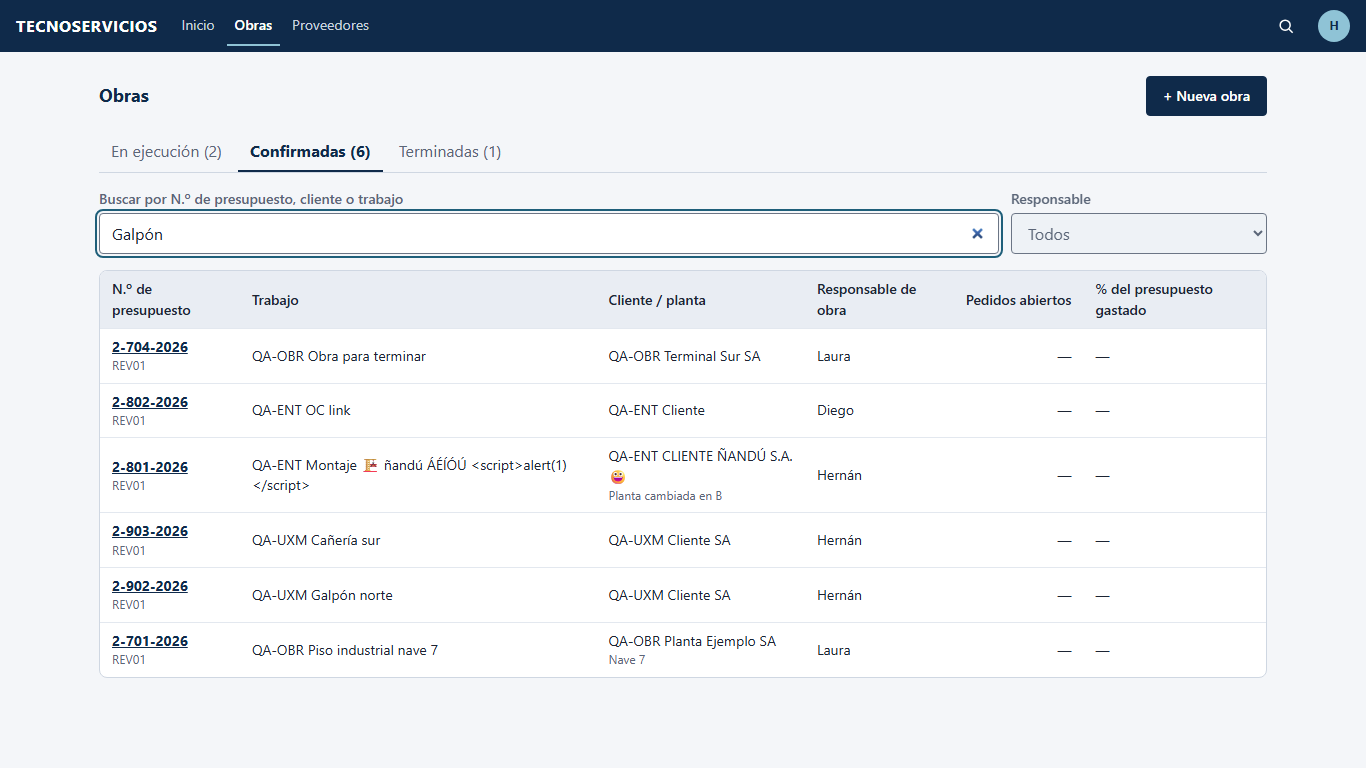 TECNOSERVICIOS Inicio Obras Proveedores H
Obras
+ Nueva obra
En ejecución (2) Confirmadas (6) Terminadas (1)
Buscar por N.º de presupuesto, cliente o trabajo
Responsable
Galpón
Todos
N.º de presupuesto Trabajo Cliente / planta Responsable de obra Pedidos abiertos % del presupuesto gastado
2-704-2026 QA-OBR Obra para terminar QA-OBR Terminal Sur SA Laura — —
REV01
2-802-2026 QA-ENT OC link QA-ENT Cliente Diego — —
REV01
2-801-2026 QA-ENT Montaje 🏗 ñandú ÁÉÍÓÚ <script>alert(1)
</script> QA-ENT CLIENTE ÑANDÚ S.A.
😀 Hernán — —
REV01 Planta cambiada en B
2-903-2026 QA-UXM Cañería sur QA-UXM Cliente SA Hernán — —
REV01
2-902-2026 QA-UXM Galpón norte QA-UXM Cliente SA Hernán — —
REV01
2-701-2026 QA-OBR Piso industrial nave 7 QA-OBR Planta Ejemplo SA Laura — —
REV01 Nave 7